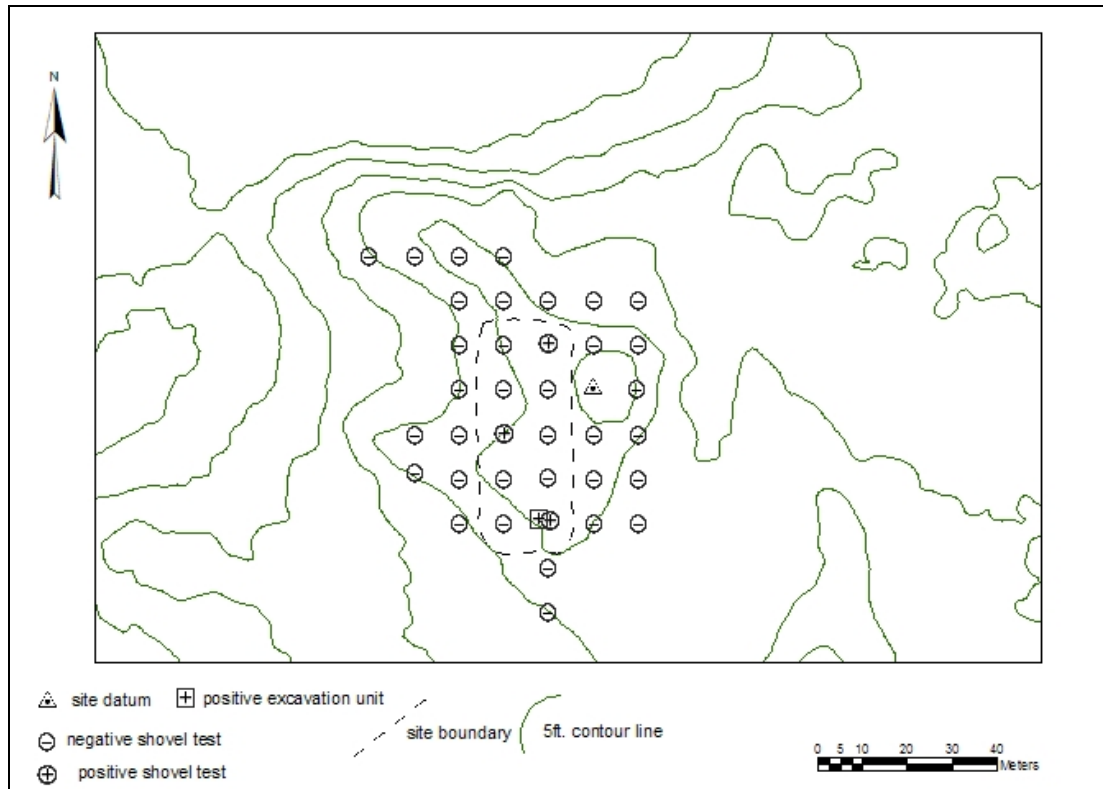 N
site datum
positive excavation unit
negative shovel test
site boundary
5ft. contour line
positive shovel test
0 5 10 20 30 40
Meters